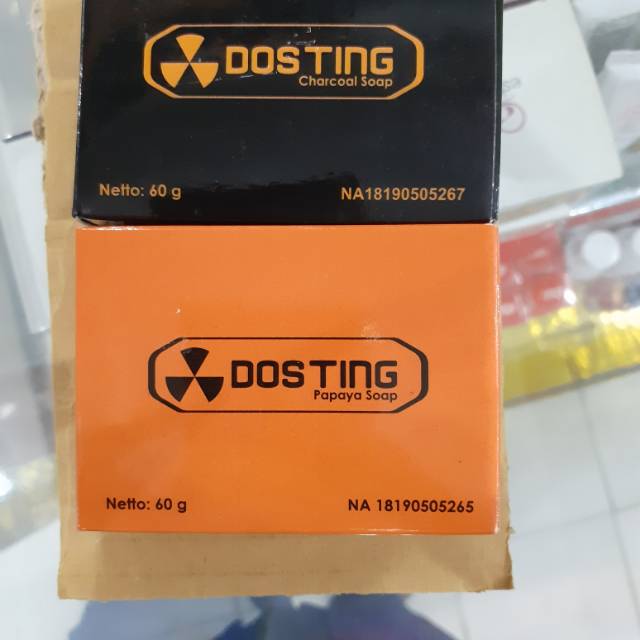 DOSTING
Charcoal Soap
Netto: 60 g
NA18190505267
DOSTING
Papaya Soap
Netto: 60 g
NA 18190505265